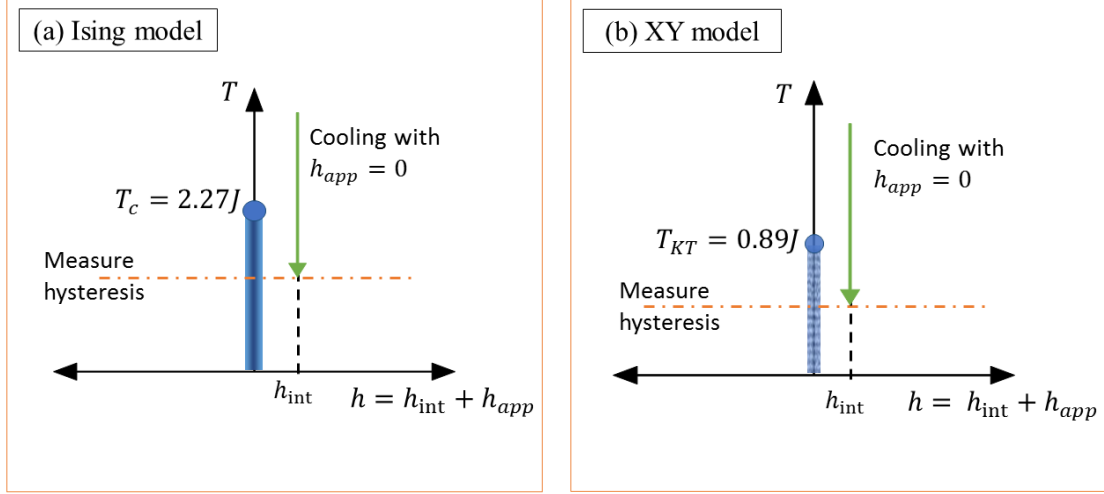 (a) Ising model
T
Cooling with
h_app = 0
T_c = 2.27J
Measure
hysteresis
h_int
h = h_int + h_app
(b) XY model
T
Cooling with
h_app = 0
T_KT = 0.89J
Measure
hysteresis
h_int
h = h_int + h_app